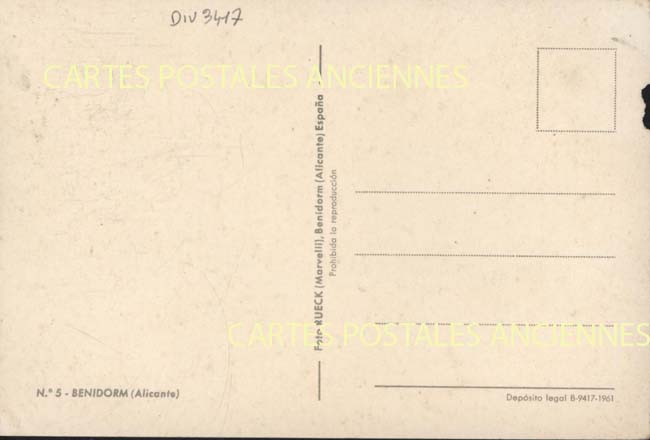 DIV 3417
CARTES POSTALES ANCIENNES
Foto RUECK (Marvelli), Benidorm (Alicante) España
Prohibida la reproducción
CARTES POSTALES ANCIENNES
N.º 5 - BENIDORM (Alicante)
Depósito legal B-9417-1961